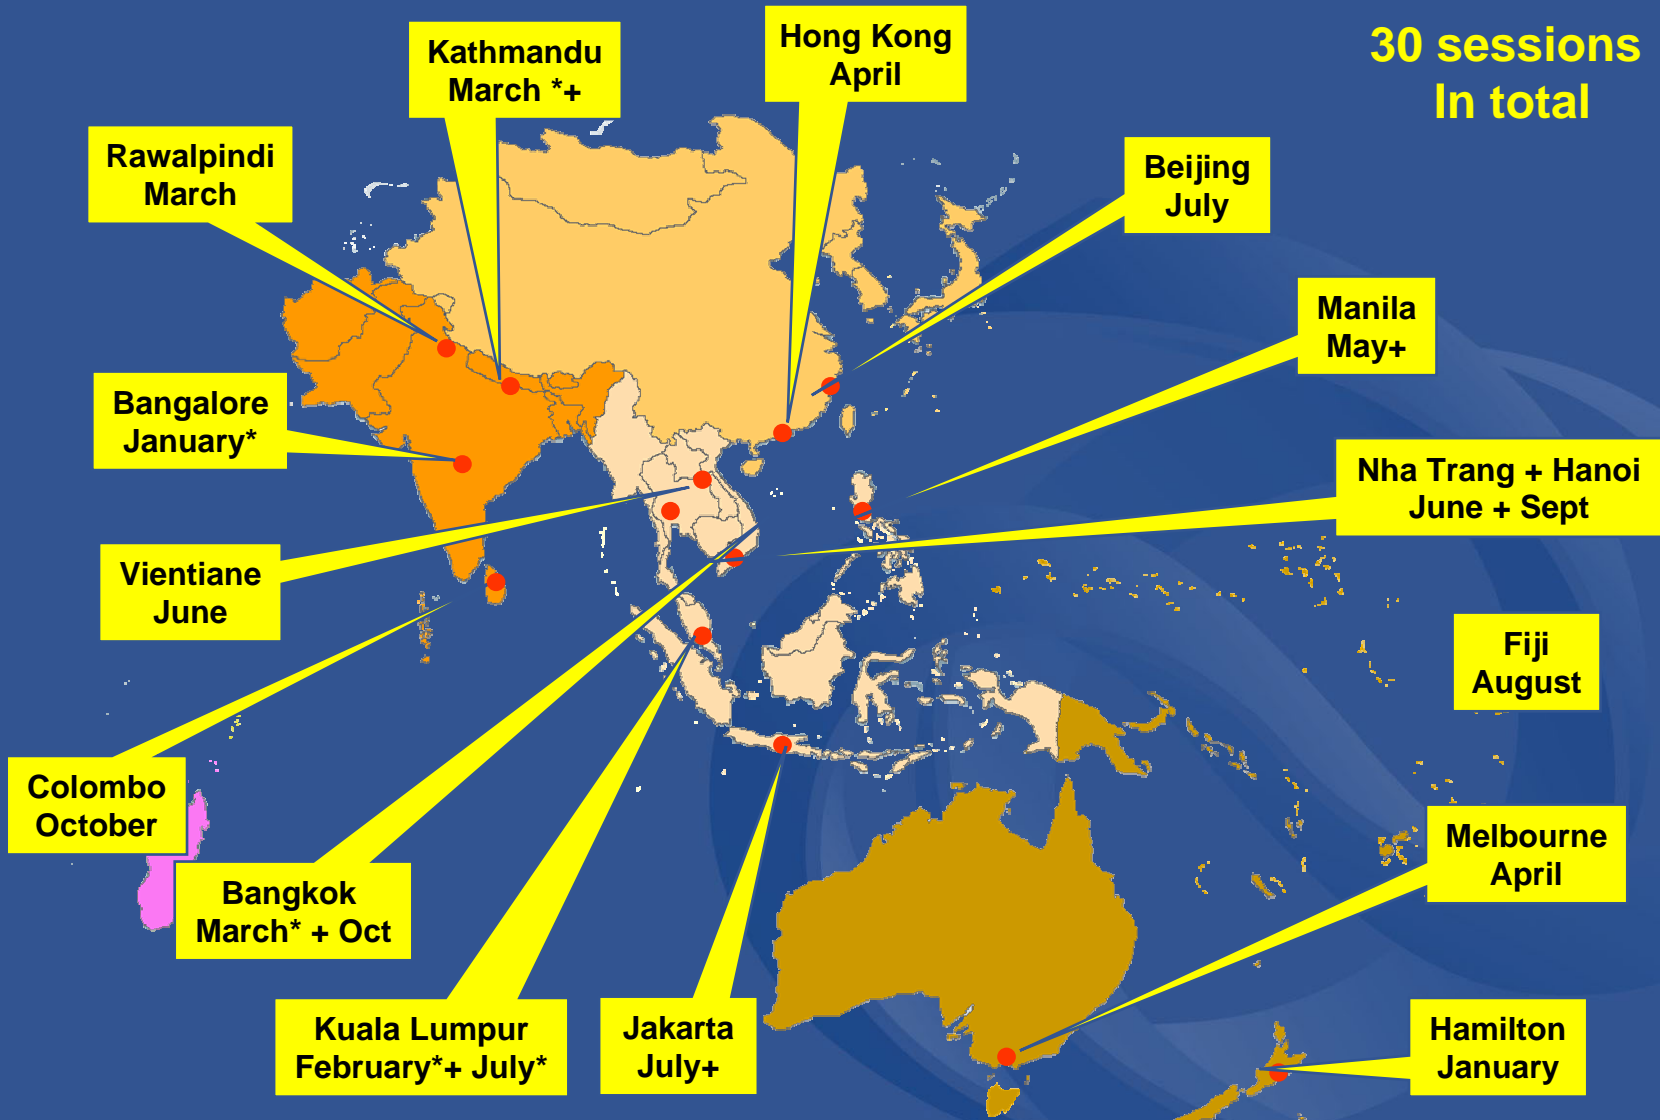 30 sessions
In total
Kathmandu
March *+
Hong Kong
April
Rawalpindi
March
Beijing
July
Manila
May+
Bangalore
January*
Nha Trang + Hanoi
June + Sept
Vientiane
June
Fiji
August
Colombo
October
Melbourne
April
Bangkok
March* + Oct
Kuala Lumpur
February*+ July*
Jakarta
July+
Hamilton
January